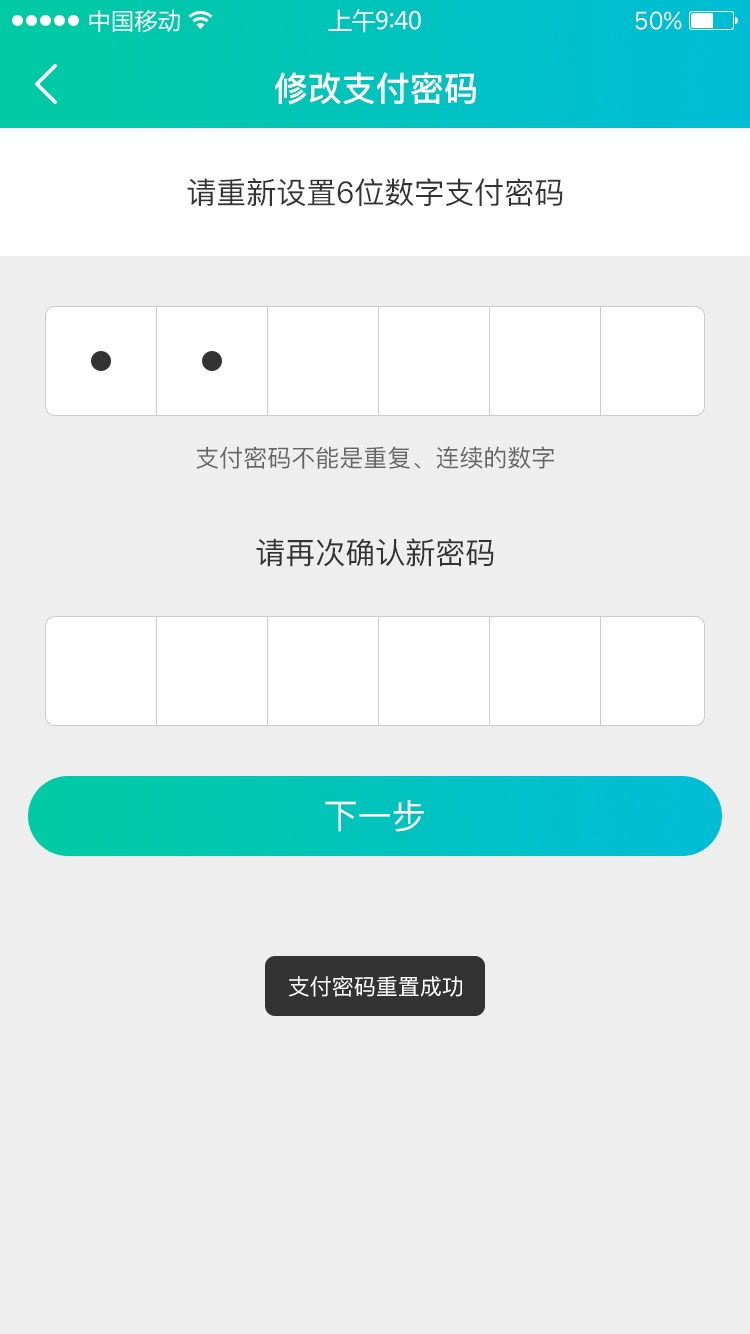 中国移动 上午9:40 50%
修改支付密码
请重新设置6位数字支付密码
支付密码不能是重复、连续的数字
请再次确认新密码
下一步
支付密码重置成功